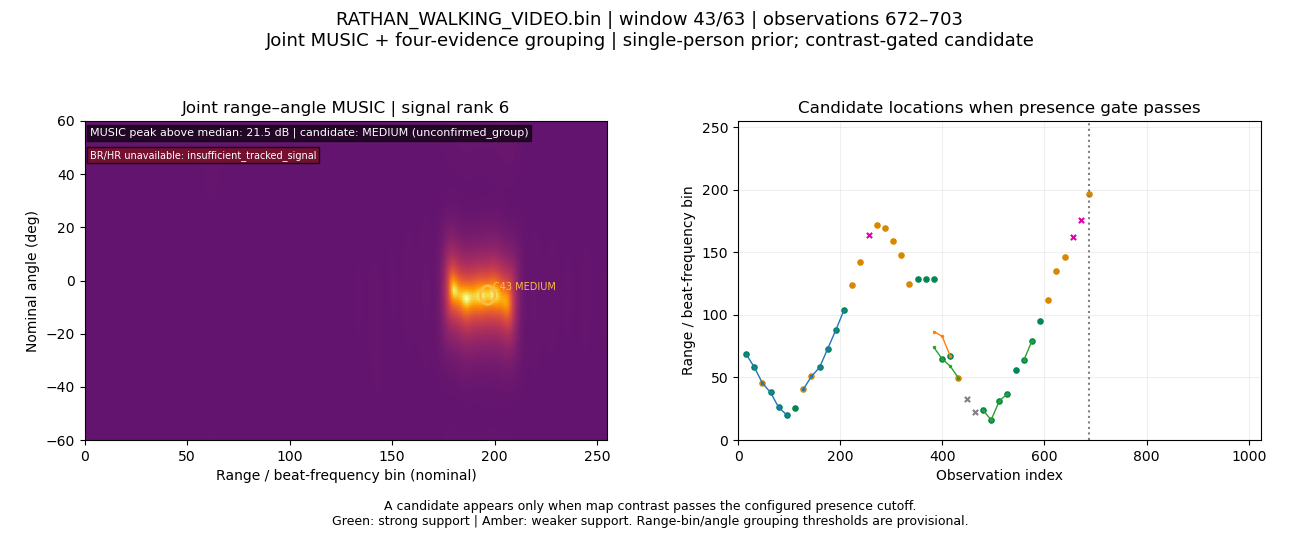 RATHAN_WALKING_VIDEO.bin | window 43/63 | observations 672–703
Joint MUSIC + four-evidence grouping | single-person prior; contrast-gated candidate
Joint range–angle MUSIC | signal rank 6
MUSIC peak above median: 21.5 dB | candidate: MEDIUM (unconfirmed_group)
BR/HR unavailable: insufficient_tracked_signal
C43 MEDIUM
Nominal angle (deg)
60
40
20
0
−20
−40
−60
0 50 100 150 200 250
Range / beat-frequency bin (nominal)
Candidate locations when presence gate passes
Range / beat-frequency bin
250
200
150
100
50
0
0 200 400 600 800 1000
Observation index
A candidate appears only when map contrast passes the configured presence cutoff.
Green: strong support | Amber: weaker support. Range-bin/angle grouping thresholds are provisional.